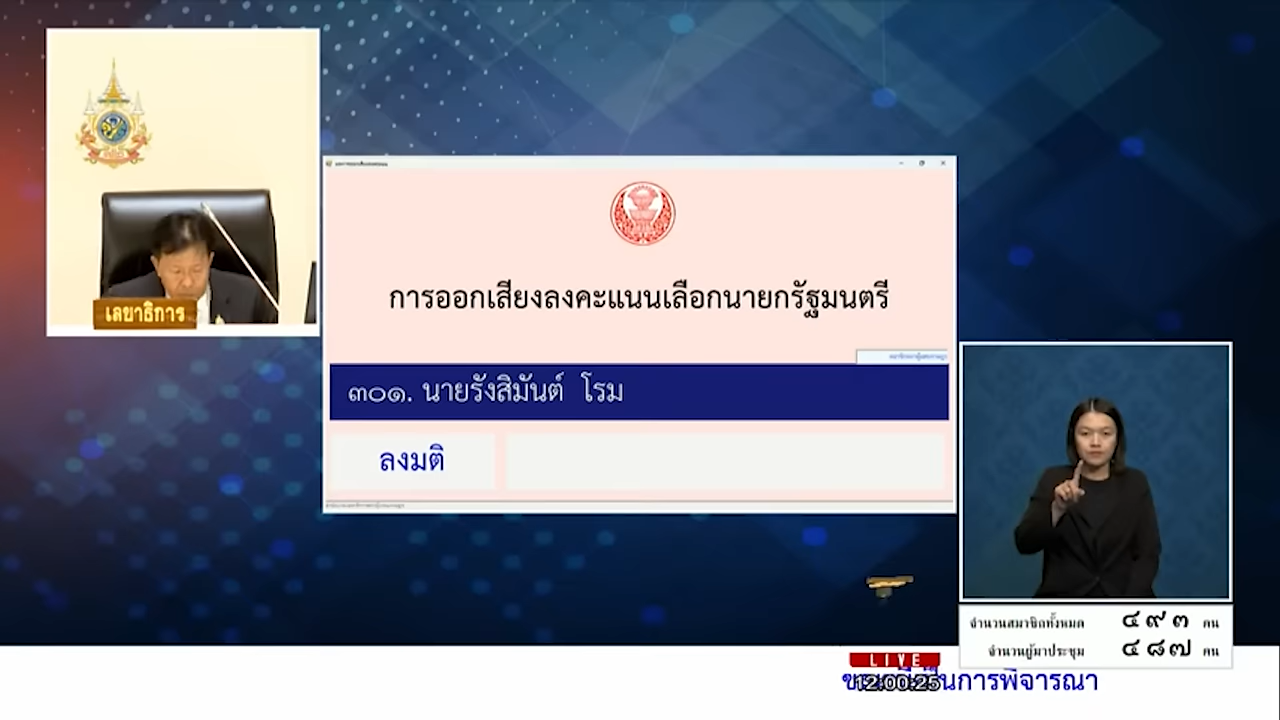 เลขาธิการ
การออกเสียงลงคะแนนเลือกนายกรัฐมนตรี
๓๐๑. นายรังสิมันต์ โรม
ลงมติ
จำนวนสมาชิกทั้งหมด ๔๙๓ คน
จำนวนผู้มาประชุม ๔๘๗ คน
LIVE
12:00:25
ในการพิจารณา